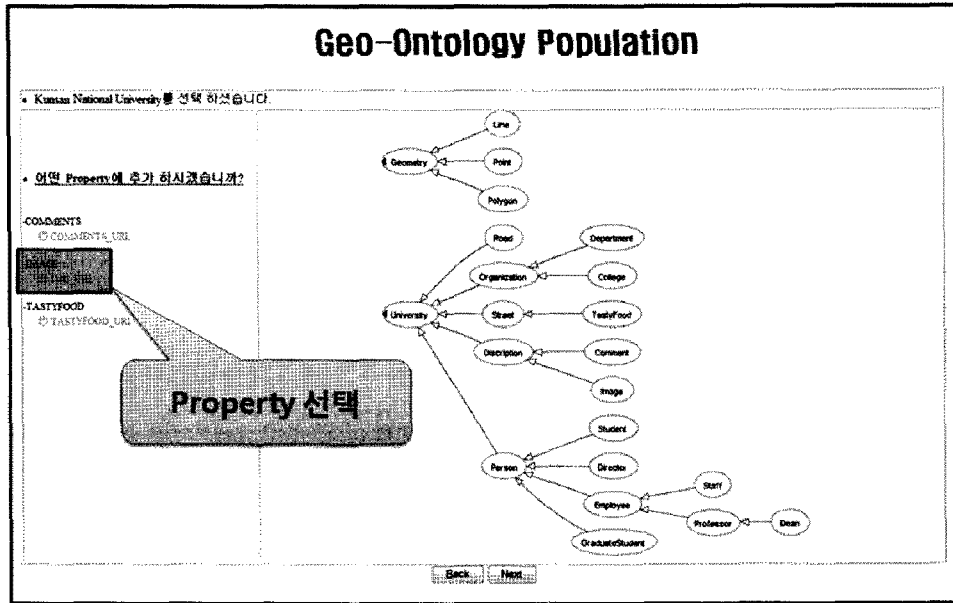 Geo-Ontology Population
• Kunsan National University를 선택 하셨습니다.
• 어떤 Property에 추가 하시겠습니까?
-COMMENTS
COMMENTS_URL
-IMAGE
-TASTYFOOD
TASTYFOOD_URL
Property 선택
Line
Geometry
Point
Polygon
Road
Department
Organization
College
University
Street
TastyFood
Discription
Comment
Image
Student
Person
Director
Staff
Employee
Professor
Dean
GraduateStudent
Back
Next